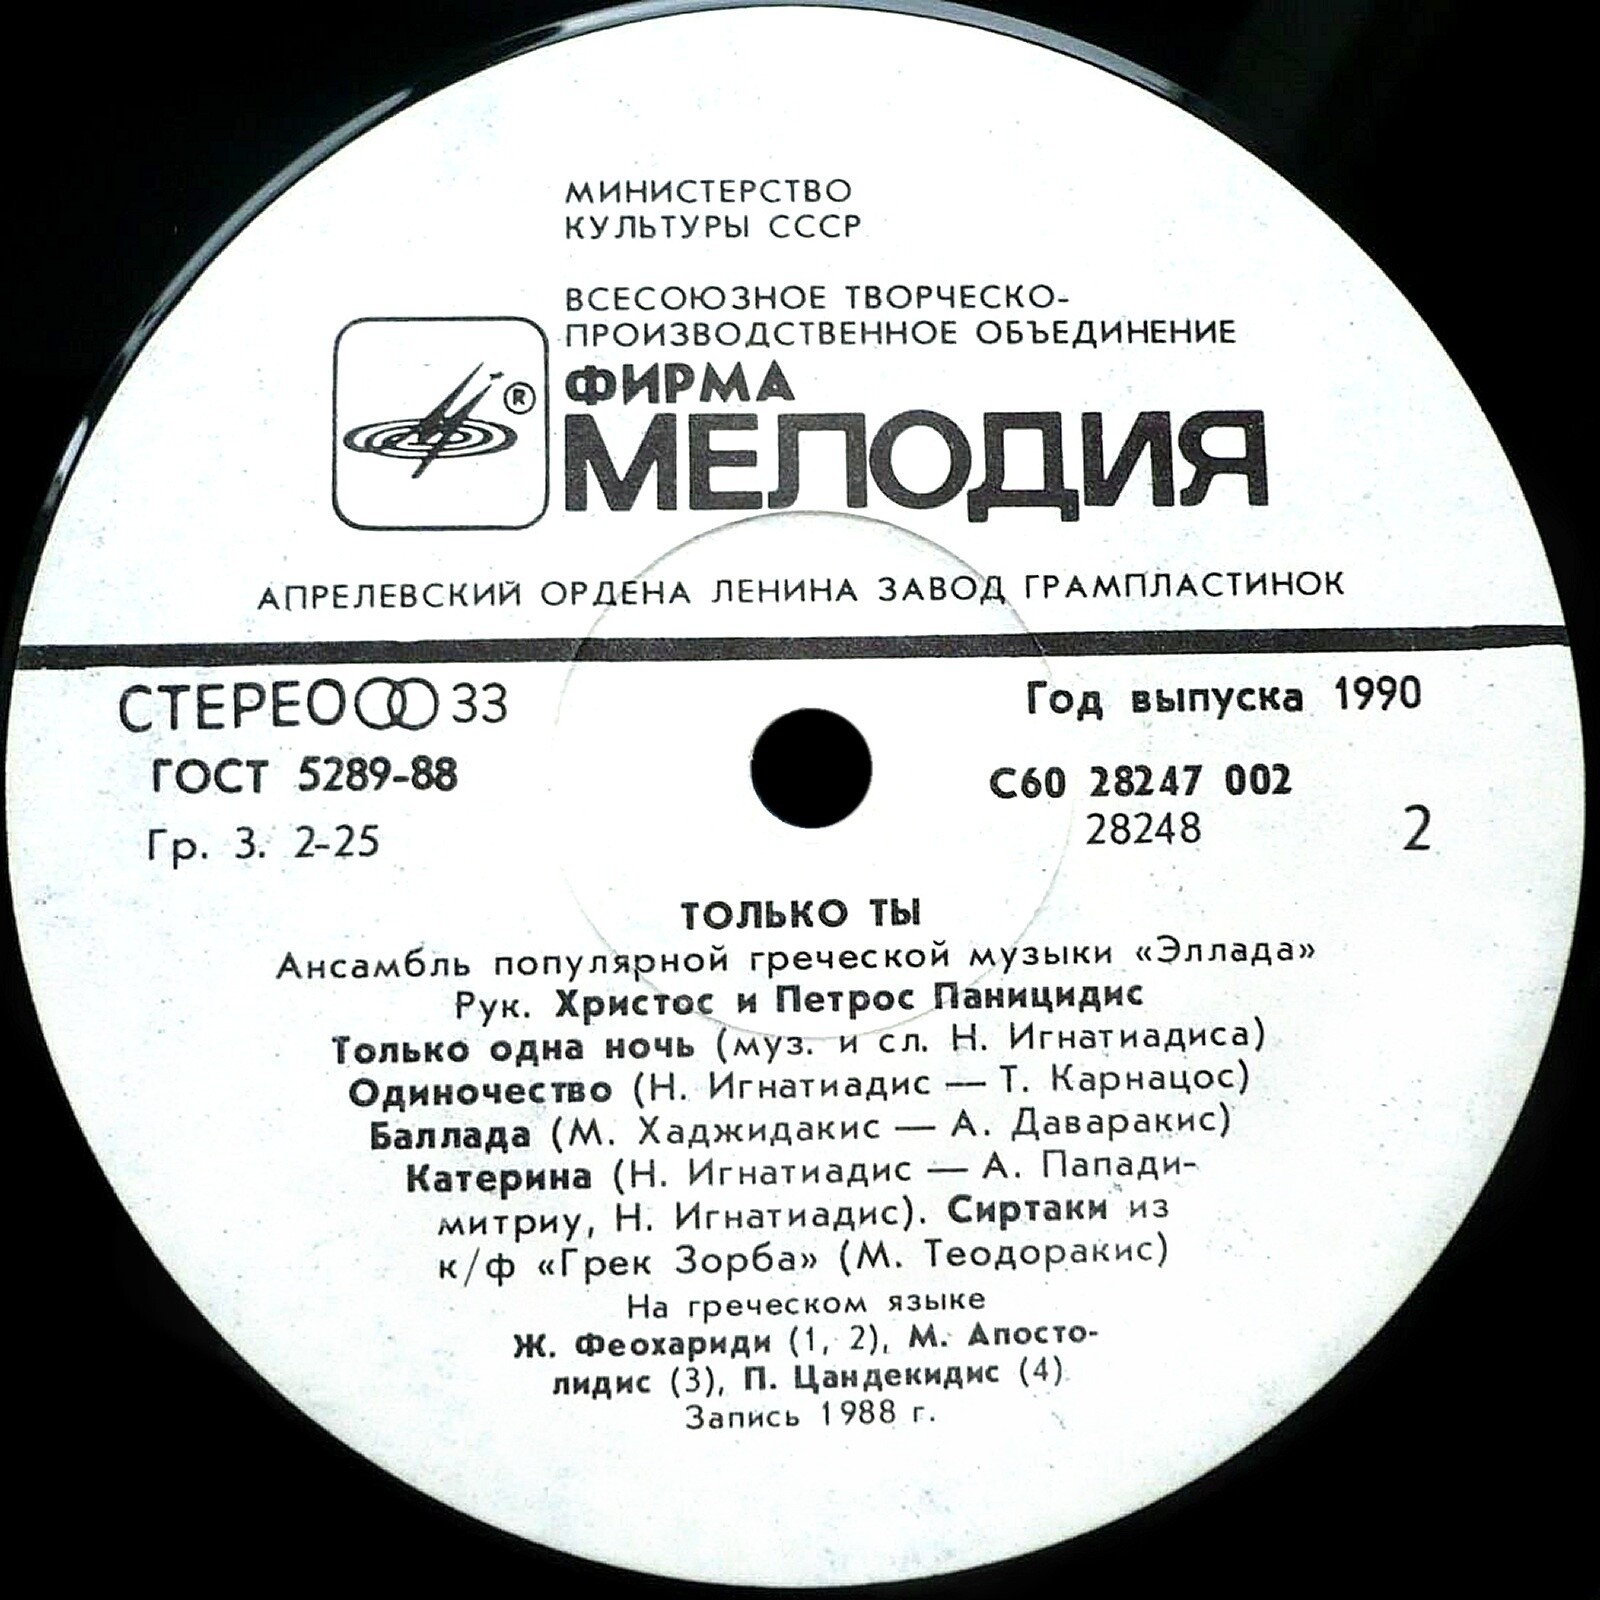 МИНИСТЕРСТВО
КУЛЬТУРЫ СССР
ВСЕСОЮЗНОЕ ТВОРЧЕСКО-
ПРОИЗВОДСТВЕННОЕ ОБЪЕДИНЕНИЕ
ФИРМА
®
МЕЛОДИЯ
АПРЕЛЕВСКИЙ ОРДЕНА ЛЕНИНА ЗАВОД ГРАМПЛАСТИНОК
СТЕРЕО 33
Год выпуска 1990
ГОСТ 5289-88
С60 28247 002
Гр. 3. 2-25
28248
2
ТОЛЬКО ТЫ
Ансамбль популярной греческой музыки «Эллада»
Рук. Христос и Петрос Паницидис
Только одна ночь (муз. и сл. Н. Игнатиадиса)
Одиночество (Н. Игнатиадис — Т. Карнацос)
Баллада (М. Хаджидакис — А. Даваракис)
Катерина (Н. Игнатиадис — А. Папади-
митриу, Н. Игнатиадис). Сиртаки из
к/ф «Грек Зорба» (М. Теодоракис)
На греческом языке
Ж. Феохариди (1, 2), М. Апосто-
лидис (3), П. Цандекидис (4)
Запись 1988 г.